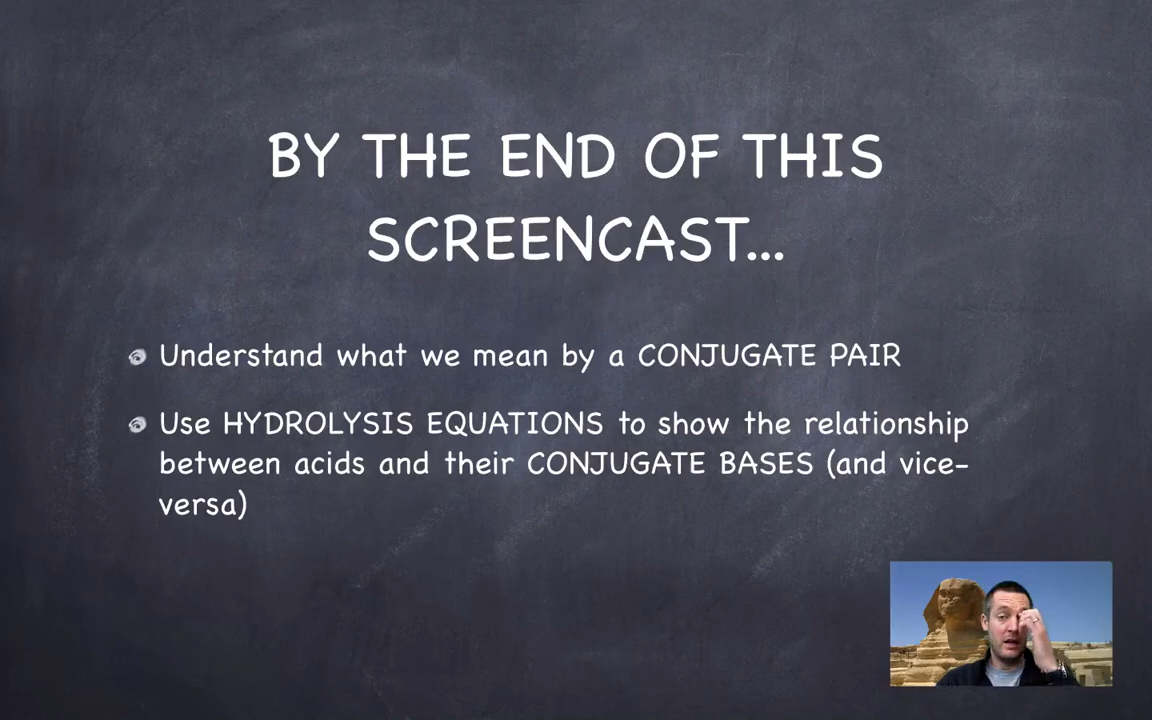 BY THE END OF THIS
SCREENCAST...
Understand what we mean by a CONJUGATE PAIR
Use HYDROLYSIS EQUATIONS to show the relationship
between acids and their CONJUGATE BASES (and vice-
versa)